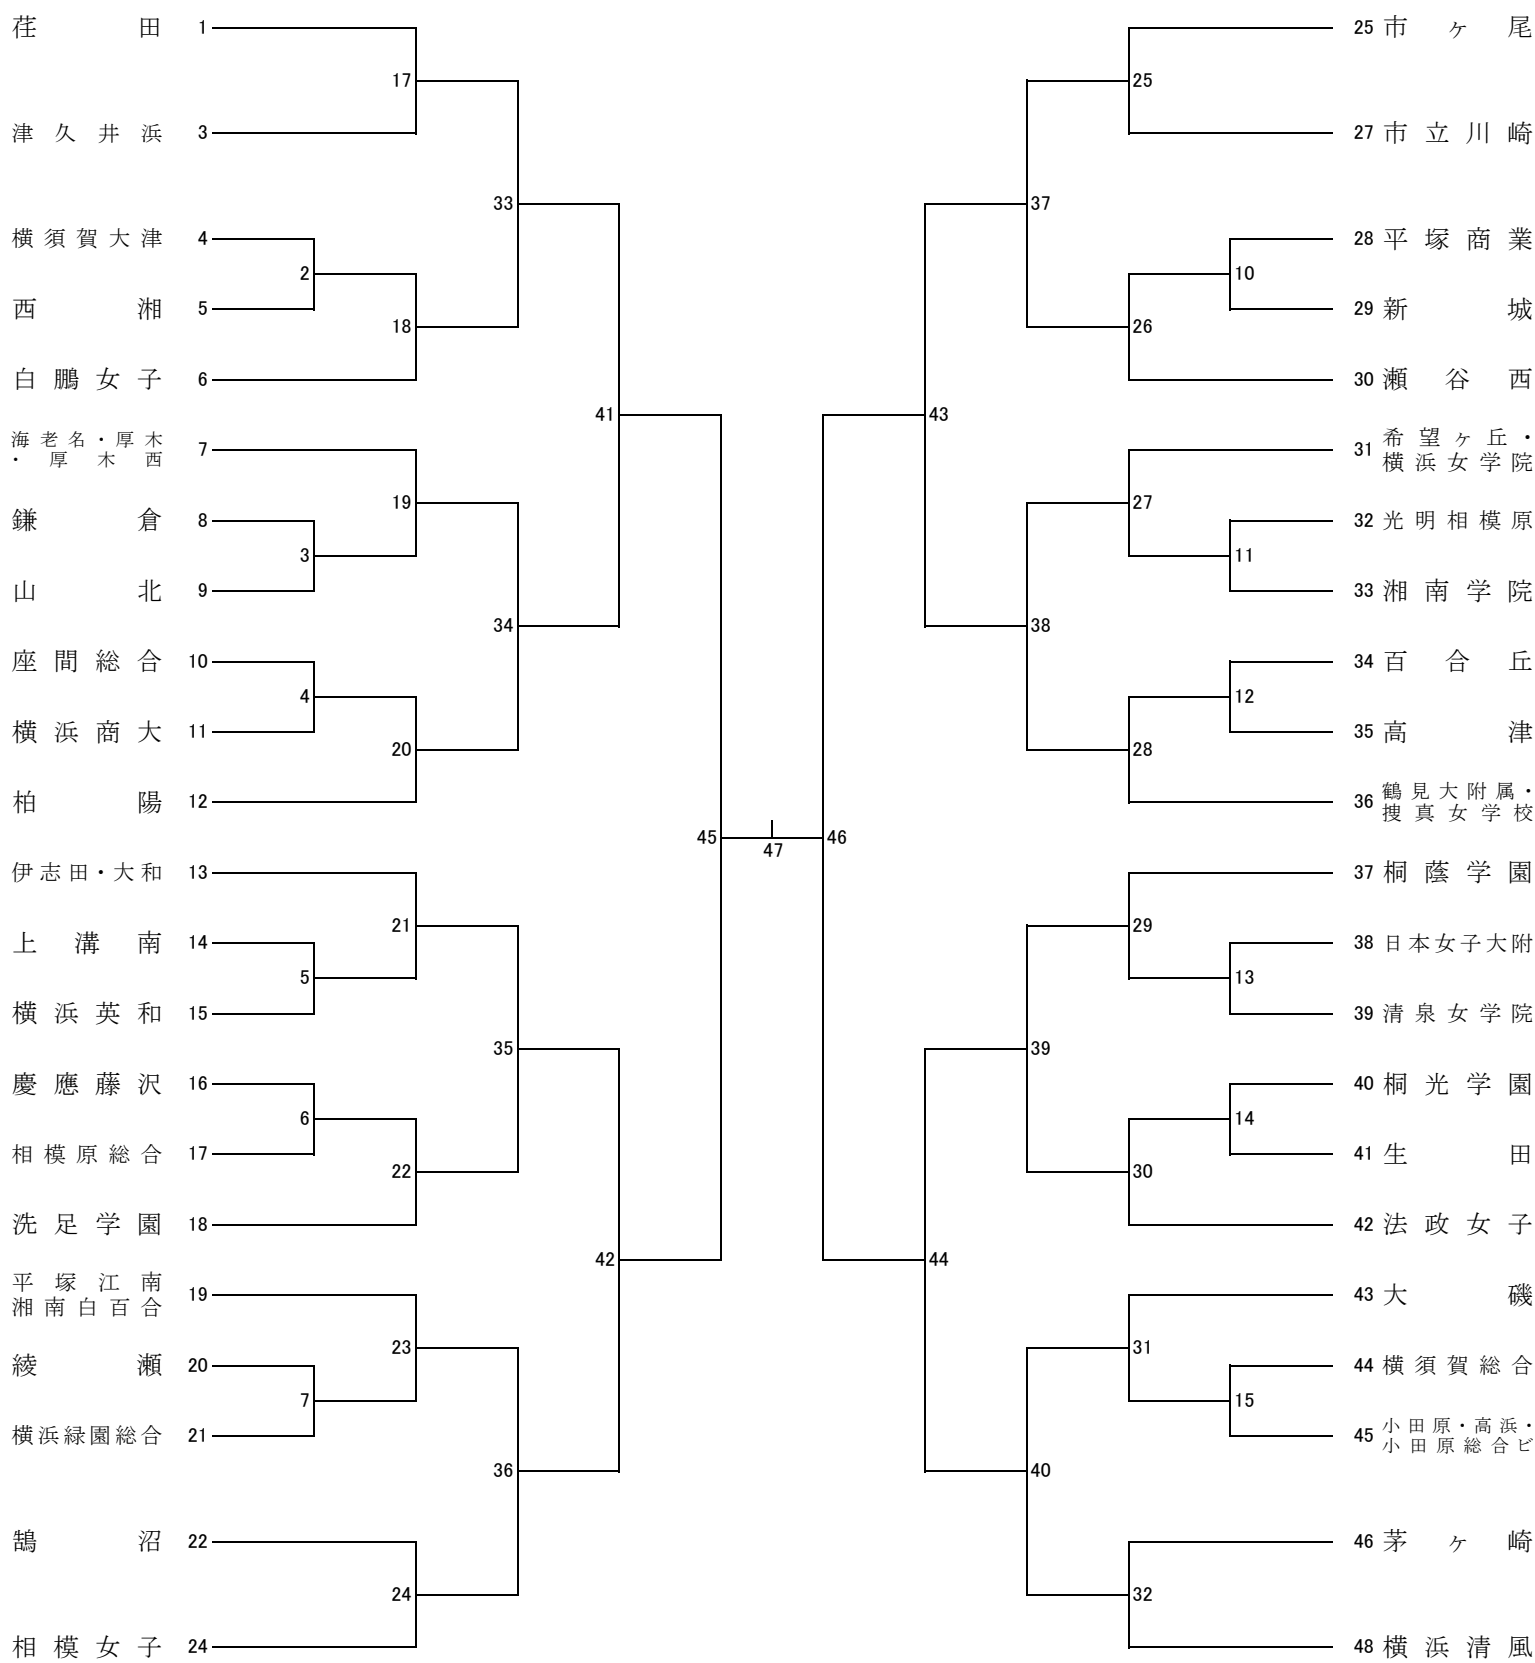 荏田 1
17
津久井浜 3
33
横須賀大津 4
2
西湘 5
18
白鵬女子 6
41
海老名・厚木
・厚木西
7
19
鎌倉 8
3
山北 9
34
座間総合 10
4
横浜商大 11
20
柏陽 12
45
伊志田・大和 13
21
上溝南 14
5
横浜英和 15
35
慶應藤沢 16
6
相模原総合 17
22
洗足学園 18
42
平塚江南
湘南白百合
19
23
綾瀬 20
7
横浜緑園総合 21
36
鵠沼 22
24
相模女子 24
47
25 市ヶ尾
25
27 市立川崎
37
28 平塚商業
10
29 新城
26
30 瀬谷西
43
31
希望ヶ丘・
横浜女学院
27
32 光明相模原
11
33 湘南学院
38
34 百合丘
12
35 高津
28
36
鶴見大附属・
捜真女学校
46
37 桐蔭学園
29
38 日本女子大附
13
39 清泉女学院
39
40 桐光学園
14
41 生田
30
42 法政女子
44
43 大磯
31
44 横須賀総合
15
45
小田原・高浜・
小田原総合ビ
40
46 茅ヶ崎
32
48 横浜清風